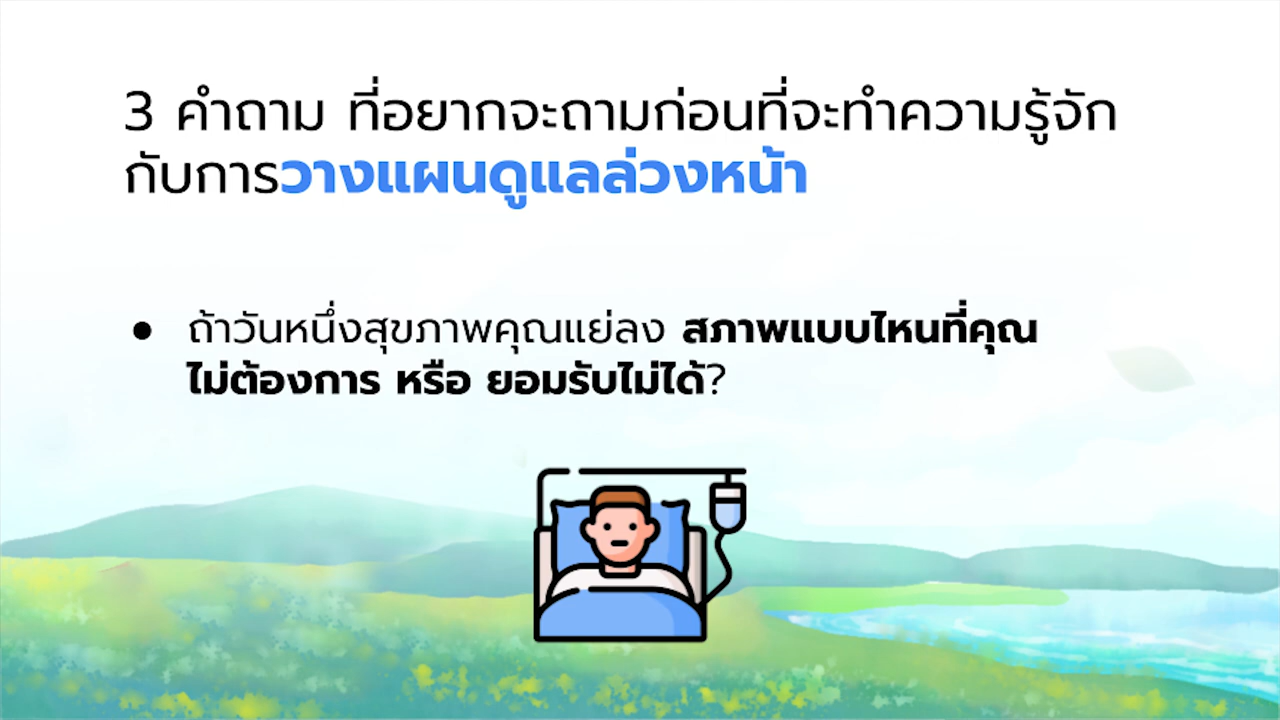 3 คำถาม ที่อยากจะถามก่อนที่จะทำความรู้จัก
กับการวางแผนดูแลล่วงหน้า
● ถ้าวันหนึ่งสุขภาพคุณแย่ลง สภาพแบบไหนที่คุณ
ไม่ต้องการ หรือ ยอมรับไม่ได้?